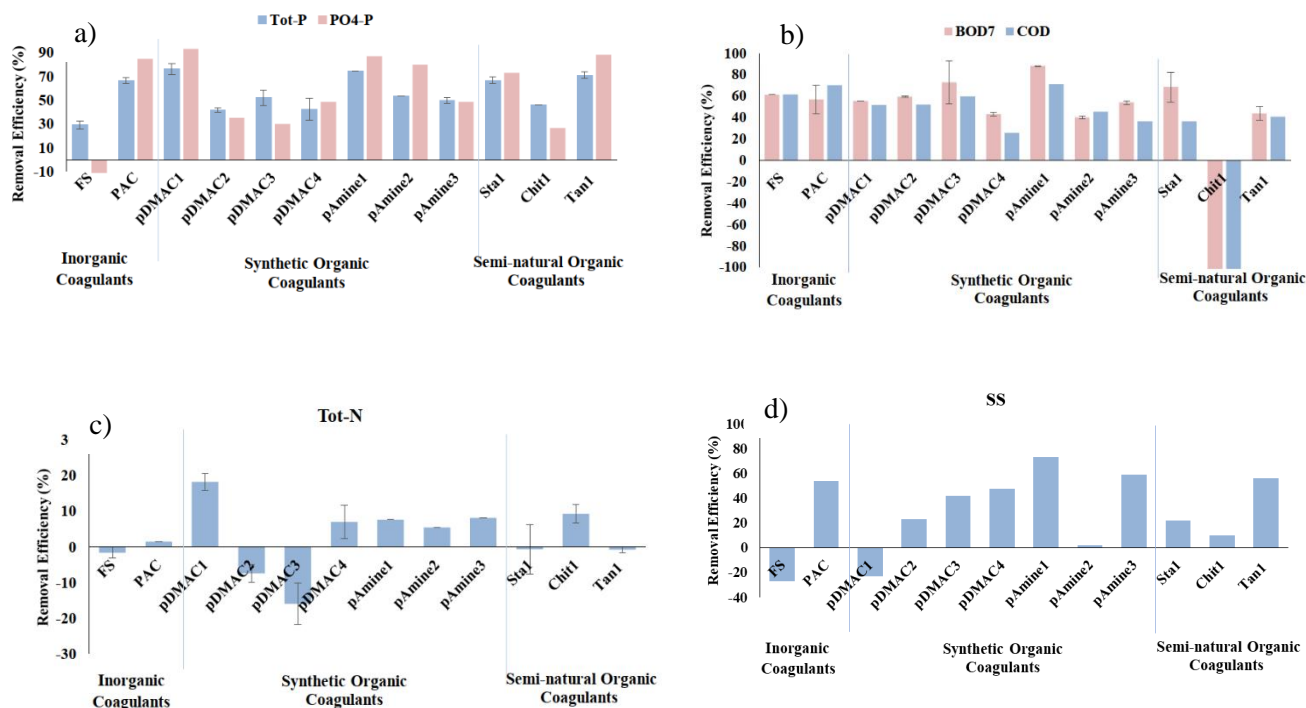 a)
Tot-P PO4-P
Removal Efficiency (%)
90
70
50
30
10
-10
FS PAC pDMAC1 pDMAC2 pDMAC3 pDMAC4 pAmine1 pAmine2 pAmine3 Sta1 Chit1 Tan1
Inorganic Synthetic Organic Semi-natural Organic
Coagulants Coagulants Coagulants
b)
BOD7 COD
Removal Efficiency (%)
100
80
60
40
20
0
-20
-40
-60
-80
-100
FS PAC pDMAC1 pDMAC2 pDMAC3 pDMAC4 pAmine1 pAmine2 pAmine3 Sta1 Chit1 Tan1
Inorganic Synthetic Organic Semi-natural Organic
Coagulants Coagulants Coagulants
c)
Tot-N
Removal Efficiency (%)
3
20
10
0
-10
-20
-30
FS PAC pDMAC1 pDMAC2 pDMAC3 pDMAC4 pAmine1 pAmine2 pAmine3 Sta1 Chit1 Tan1
Inorganic Synthetic Organic Semi-natural Organic
Coagulants Coagulants Coagulants
d)
SS
Removal Efficiency (%)
80
60
40
20
0
-20
-40
FS PAC pDMAC1 pDMAC2 pDMAC3 pDMAC4 pAmine1 pAmine2 pAmine3 Sta1 Chit1 Tan1
Inorganic Synthetic Organic Semi-natural Organic
Coagulants Coagulants Coagulants